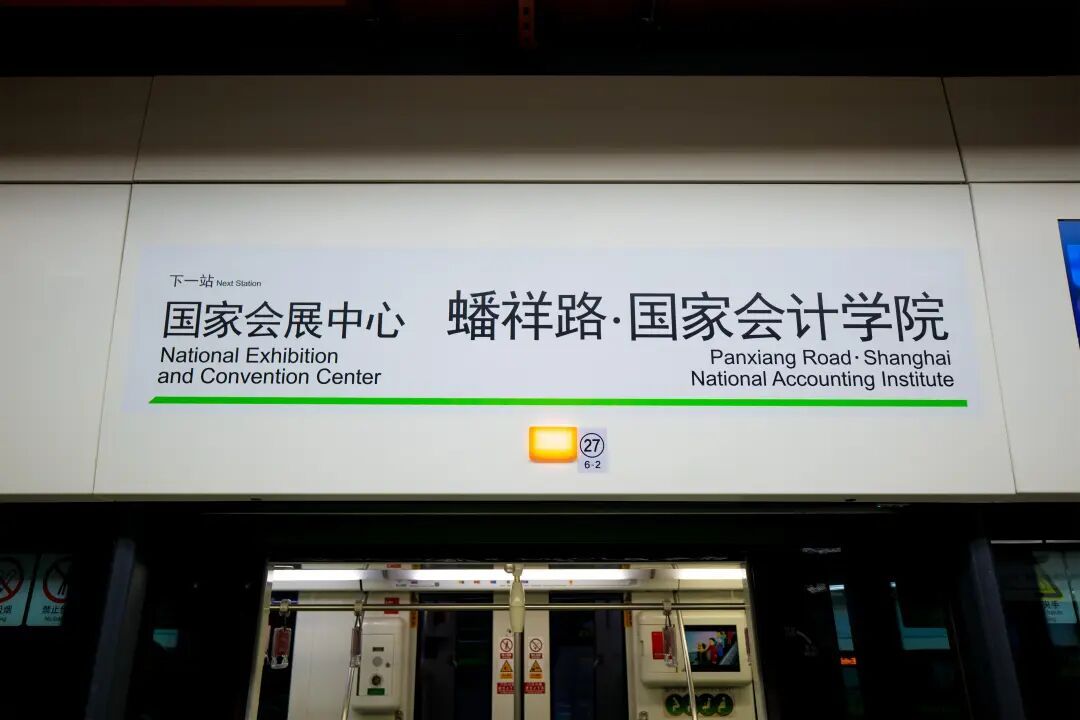 下一站 Next Station
国家会展中心
National Exhibition
and Convention Center
蟠祥路·国家会计学院
Panxiang Road·Shanghai
National Accounting Institute
27
6-2